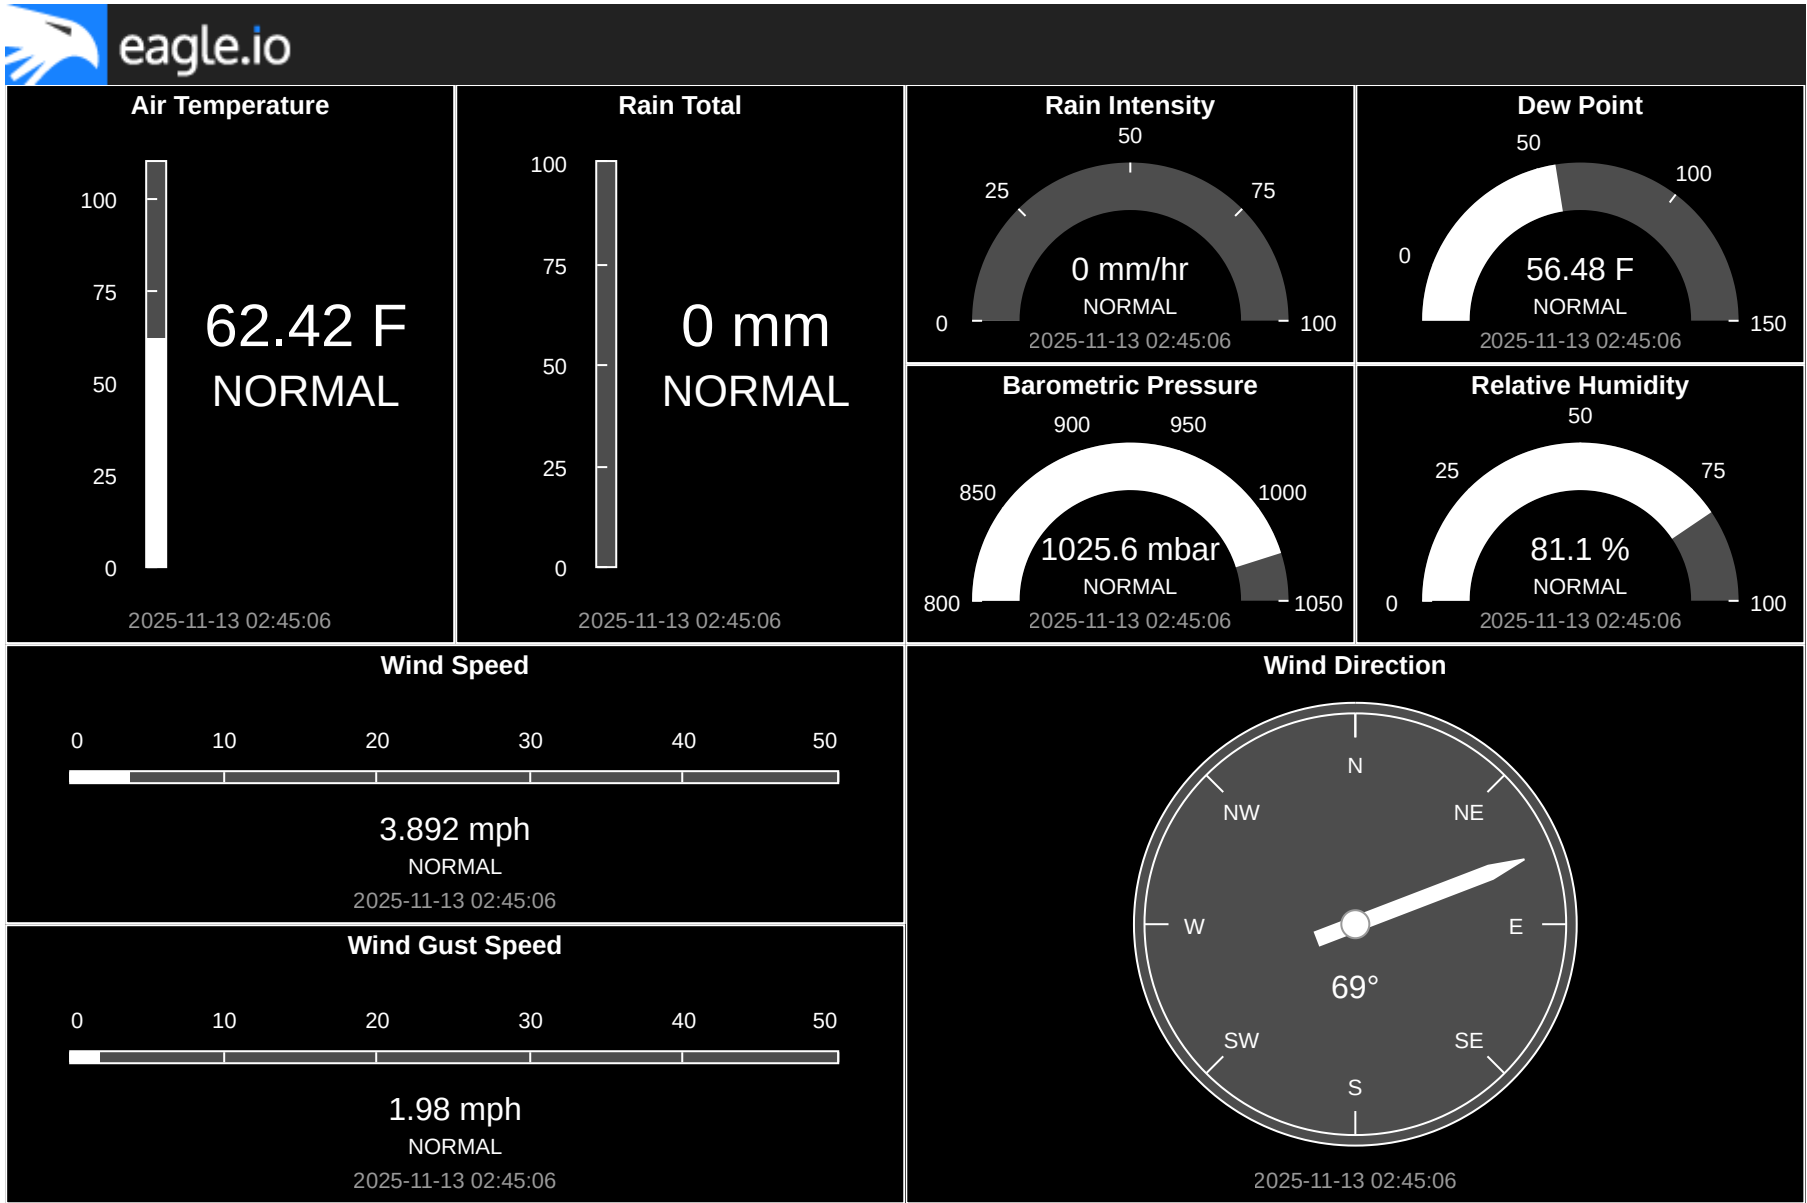 eagle.io
Air Temperature
100
75
50
25
0
62.42 F
NORMAL
2025-11-13 02:45:06
Rain Total
100
75
50
25
0
0 mm
NORMAL
2025-11-13 02:45:06
Rain Intensity
50
25
75
0
100
0 mm/hr
NORMAL
2025-11-13 02:45:06
Dew Point
50
100
0
150
56.48 F
NORMAL
2025-11-13 02:45:06
Barometric Pressure
900
950
850
1000
800
1050
1025.6 mbar
NORMAL
2025-11-13 02:45:06
Relative Humidity
50
25
75
0
100
81.1 %
NORMAL
2025-11-13 02:45:06
Wind Speed
0 10 20 30 40 50
3.892 mph
NORMAL
2025-11-13 02:45:06
Wind Gust Speed
0 10 20 30 40 50
1.98 mph
NORMAL
2025-11-13 02:45:06
Wind Direction
N
NW NE
W E
69°
SW SE
S
2025-11-13 02:45:06